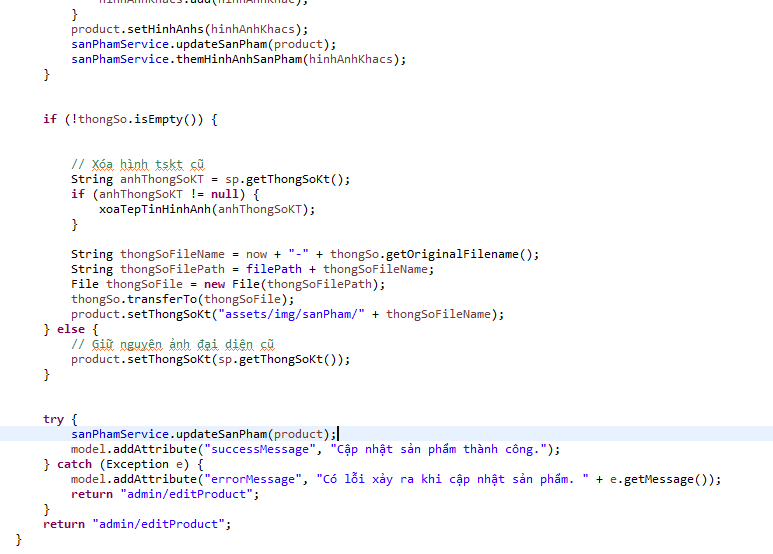 hinhAnhKhacs.add(hinhAnhKhac);
}
product.setHinhAnhs(hinhAnhKhacs);
sanPhamService.updateSanPham(product);
sanPhamService.themHinhAnhSanPham(hinhAnhKhacs);
}
if (!thongSo.isEmpty()) {
// Xóa hình tskt cũ
String anhThongSoKT = sp.getThongSoKt();
if (anhThongSoKT != null) {
xoaTepTinHinhAnh(anhThongSoKT);
}
String thongSoFileName = now + "-" + thongSo.getOriginalFilename();
String thongSoFilePath = filePath + thongSoFileName;
File thongSoFile = new File(thongSoFilePath);
thongSo.transferTo(thongSoFile);
product.setThongSoKt("assets/img/sanPham/" + thongSoFileName);
} else {
// Giữ nguyên ảnh đại diện cũ
product.setThongSoKt(sp.getThongSoKt());
}
try {
sanPhamService.updateSanPham(product);
model.addAttribute("successMessage", "Cập nhật sản phẩm thành công.");
} catch (Exception e) {
model.addAttribute("errorMessage", "Có lỗi xảy ra khi cập nhật sản phẩm. " + e.getMessage());
return "admin/editProduct";
}
return "admin/editProduct";
}